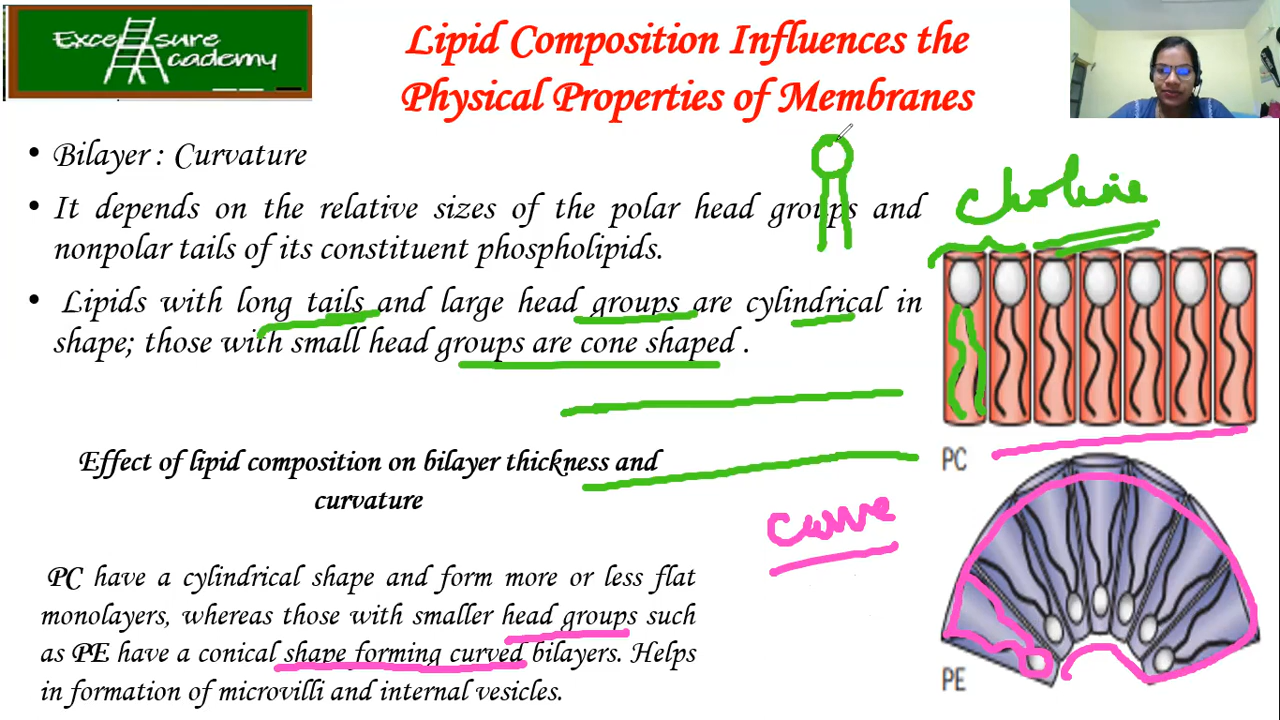 Excel sure
Academy
Lipid Composition Influences the
Physical Properties of Membranes
• Bilayer : Curvature
• It depends on the relative sizes of the polar head groups and
nonpolar tails of its constituent phospholipids.
• Lipids with long tails and large head groups are cylindrical in
shape; those with small head groups are cone shaped .
choline
PC
Effect of lipid composition on bilayer thickness and
curvature
curve
PC have a cylindrical shape and form more or less flat
monolayers, whereas those with smaller head groups such
as PE have a conical shape forming curved bilayers. Helps
in formation of microvilli and internal vesicles.
PE